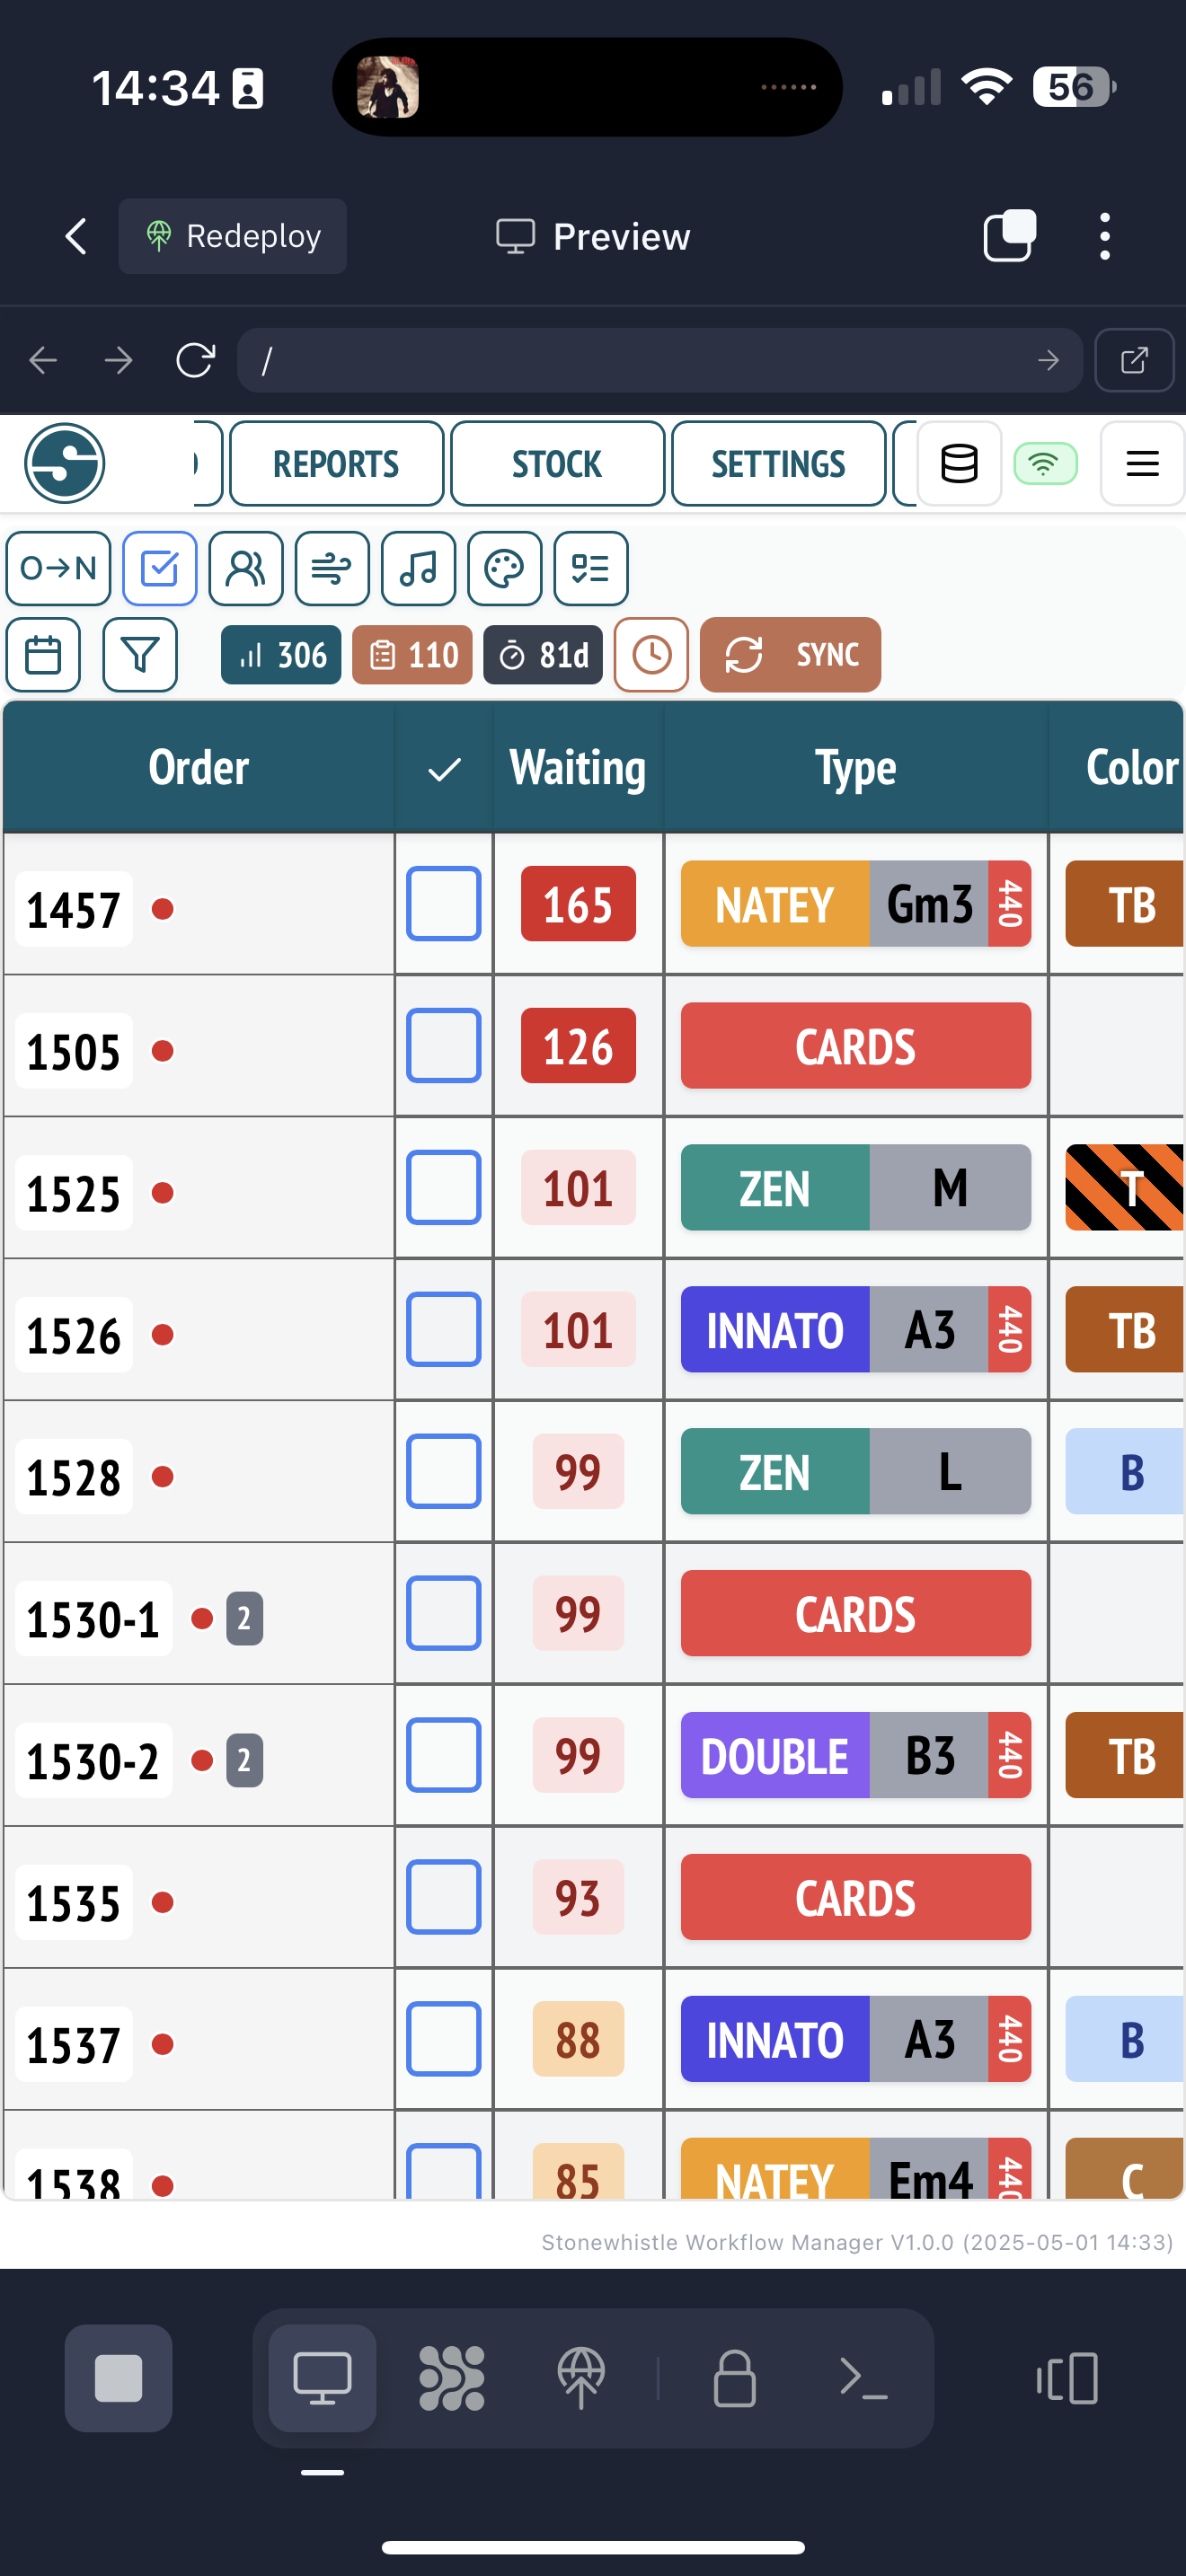 14:34
56
Redeploy
Preview
/
REPORTS
STOCK
SETTINGS
O→N
306
110
81d
SYNC
Order
Waiting
Type
Color
1457
165
NATEY
Gm3
440
TB
1505
126
CARDS
1525
101
ZEN
M
T
1526
101
INNATO
A3
440
TB
1528
99
ZEN
L
B
1530-1
2
99
CARDS
1530-2
2
99
DOUBLE
B3
440
TB
1535
93
CARDS
1537
88
INNATO
A3
440
B
1538
85
NATEY
Em4
440
C
Stonewhistle Workflow Manager V1.0.0 (2025-05-01 14:33)